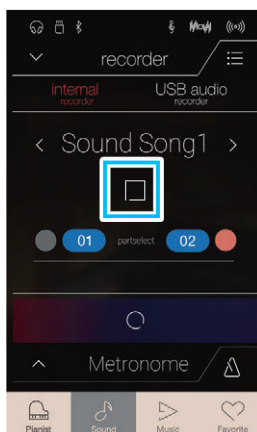 recorder
internal
recorder
USB audio
recorder
Sound Song1
01
partselect
02
Metronome
Pianist
Sound
Music
Favorite